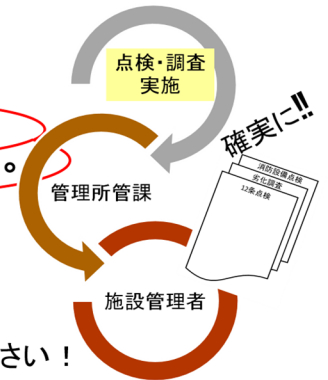 点検・調査
実施
確実に!!
消防設備点検
劣化調査
12条点検
。
管理所管課
施設管理者
さい！